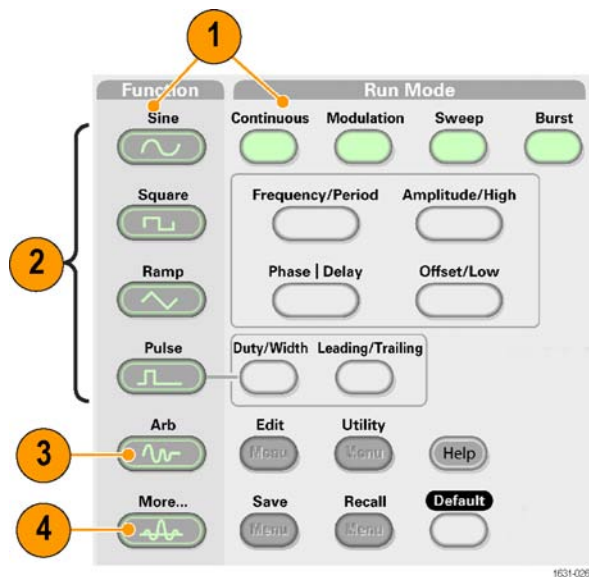 1
Function
Run Mode
Sine
Continuous
Modulation
Sweep
Burst
2
Square
Frequency/Period
Amplitude/High
Ramp
Phase | Delay
Offset/Low
Pulse
Duty/Width
Leading/Trailing
3
Arb
Edit
Utility
Menu
Menu
Help
4
More...
Save
Recall
Default
Menu
Menu
1631-026